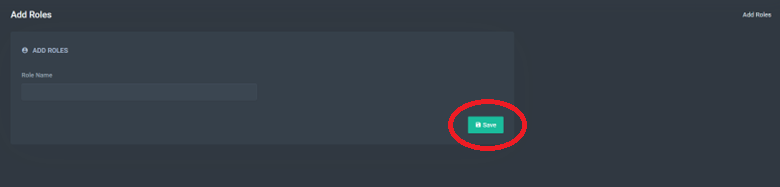 Add Roles
Add Roles
ADD ROLES
Role Name
Save